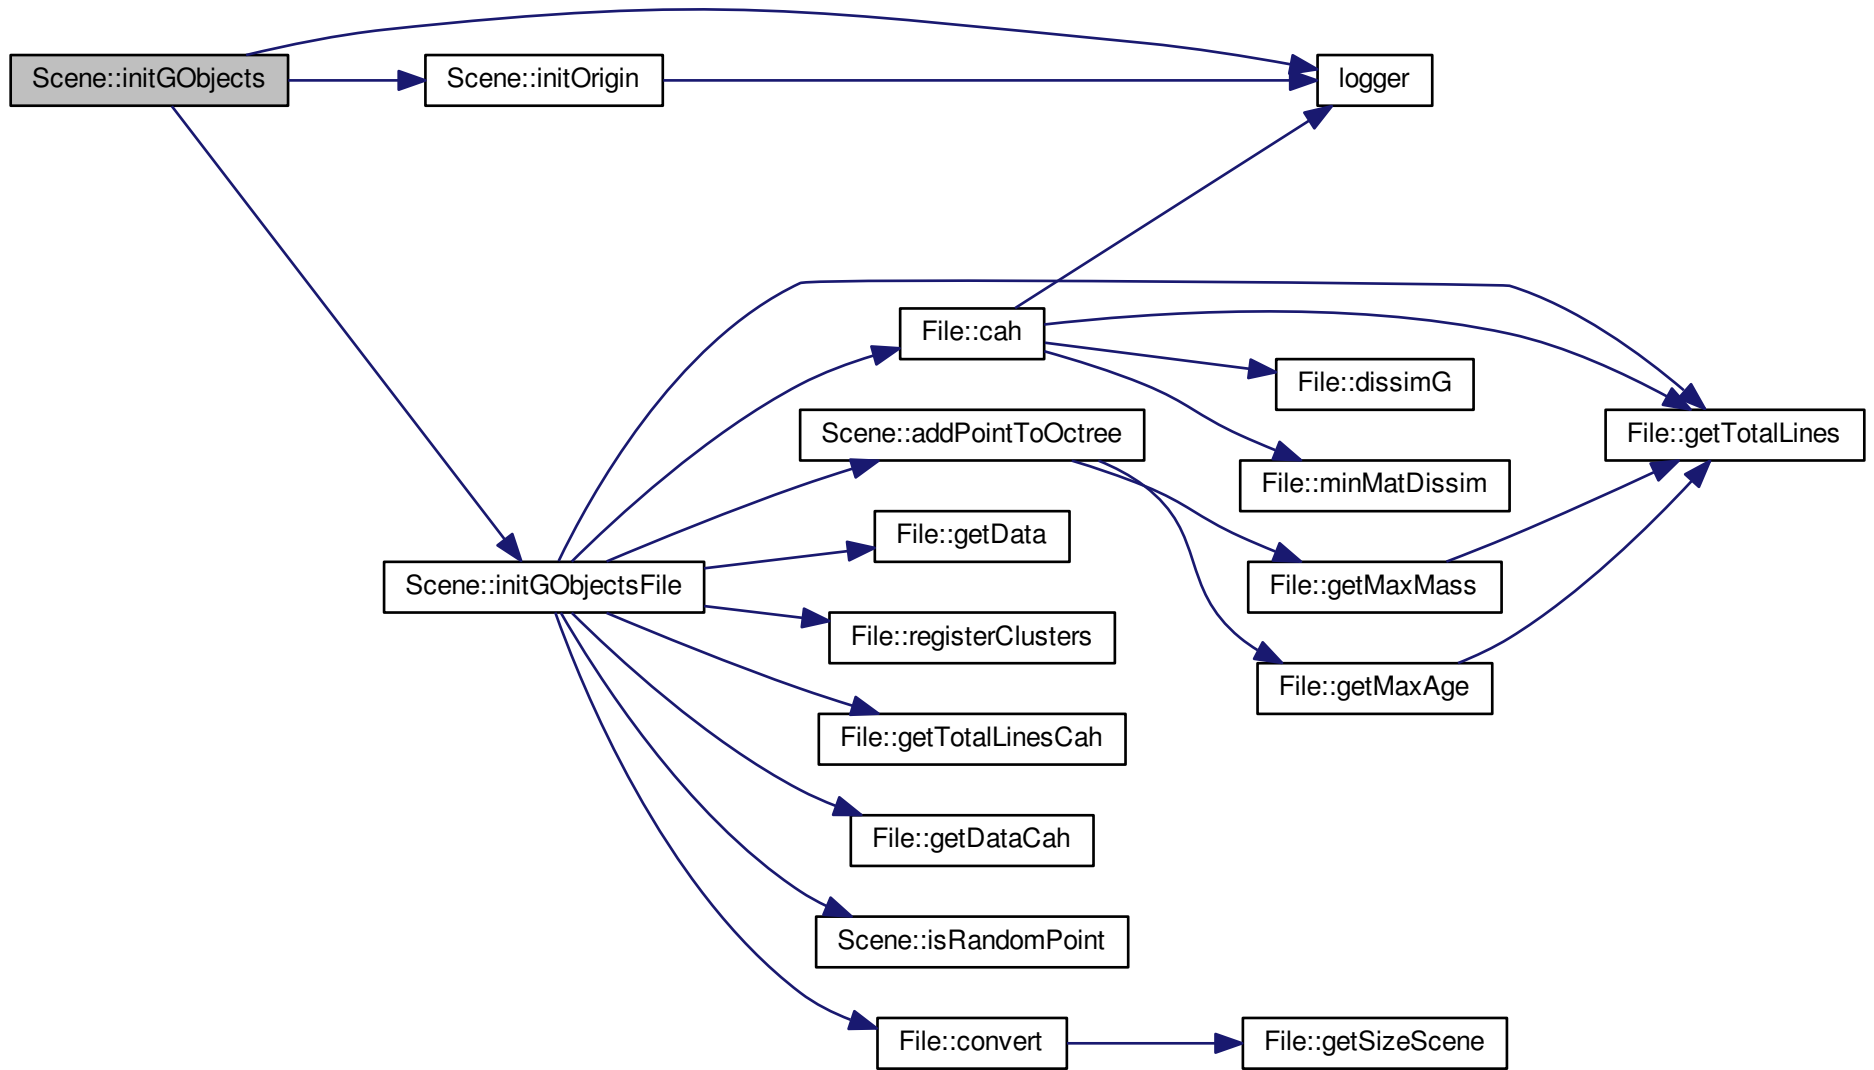 Scene::initGObjects
Scene::initOrigin
logger
File::cah
File::dissimG
Scene::addPointToOctree
File::getTotalLines
File::minMatDissim
File::getData
Scene::initGObjectsFile
File::getMaxMass
File::registerClusters
File::getMaxAge
File::getTotalLinesCah
File::getDataCah
Scene::isRandomPoint
File::convert
File::getSizeScene